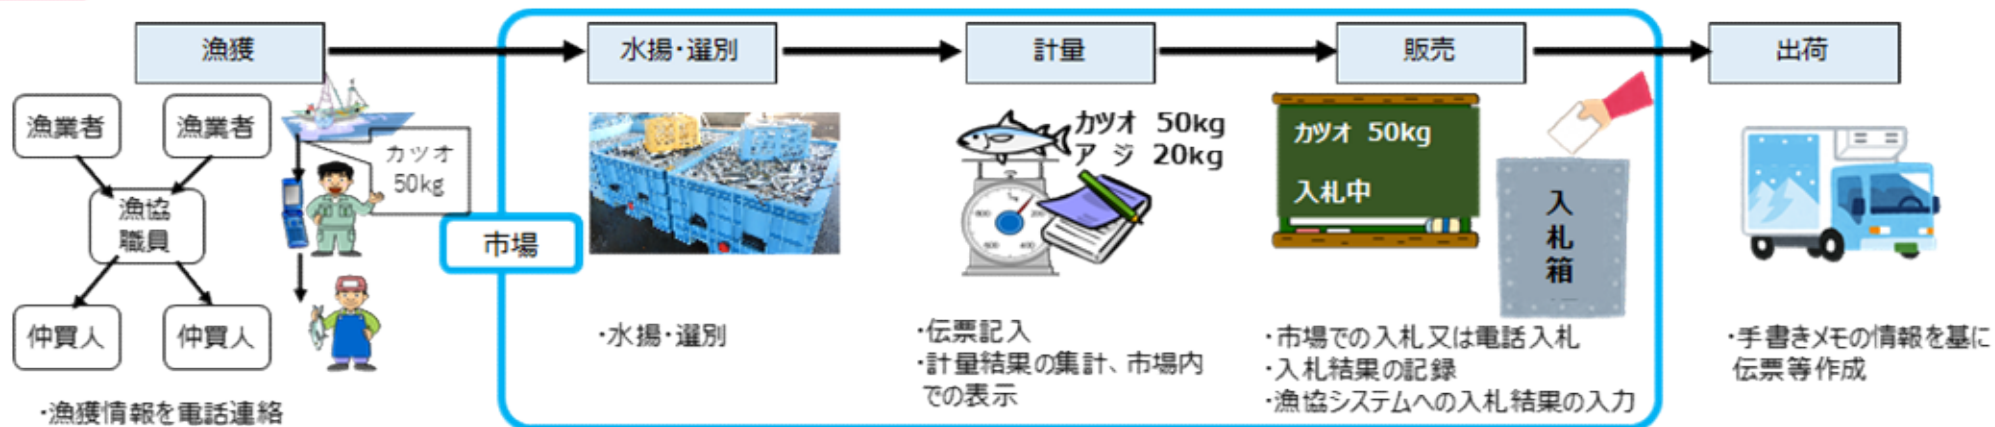 漁獲
水揚・選別
計量
販売
出荷
漁業者
漁業者
漁協
職員
仲買人
仲買人
カツオ
50kg
・漁獲情報を電話連絡
市場
・水揚・選別
カツオ 50kg
ア ジ 20kg
・伝票記入
・計量結果の集計、市場内
での表示
カツオ 50kg
入札中
入札箱
・市場での入札又は電話入札
・入札結果の記録
・漁協システムへの入札結果の入力
・手書きメモの情報を基に
伝票等作成